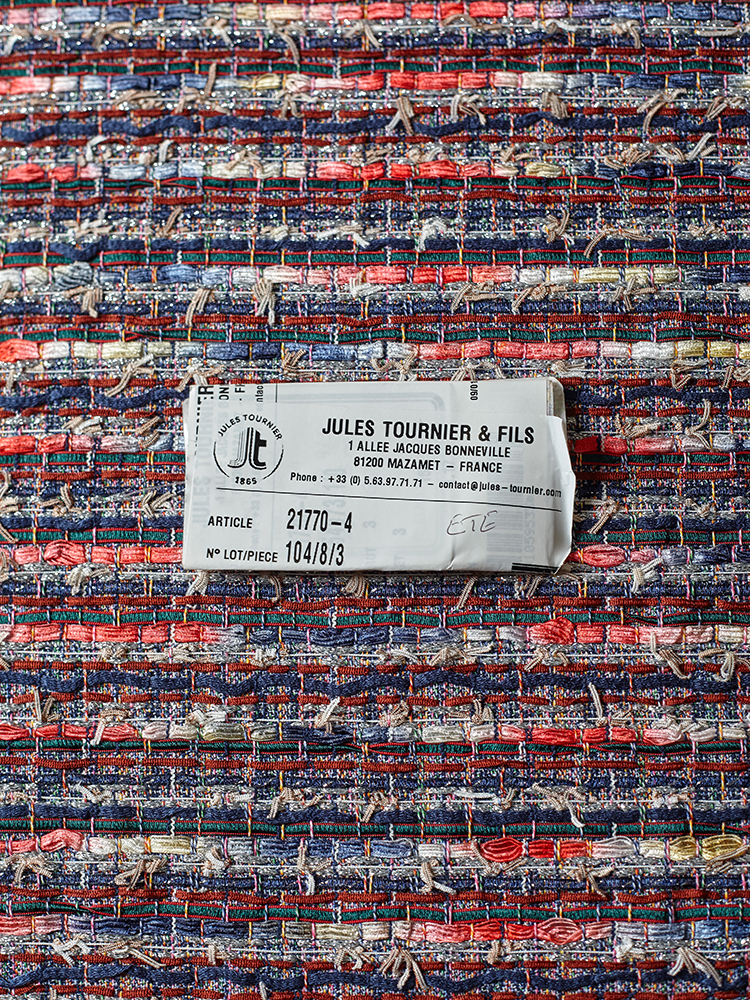 JULES TOURNIER
1865
JULES TOURNIER & FILS
1 ALLEE JACQUES BONNEVILLE
81200 MAZAMET – FRANCE
Phone : +33 (0) 5.63.97.71.71 – contact@jules-tournier.com
ARTICLE 21770-4
ETE
N° LOT/PIECE 104/8/3